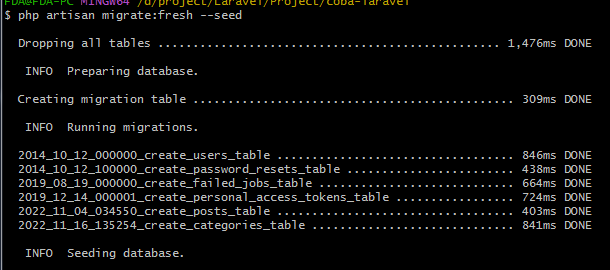 FDA@FDA-PC MINGW64 /d/project/Laravel/Project/coba-laravel
$ php artisan migrate:fresh --seed
Dropping all tables ................................................ 1,476ms DONE
INFO Preparing database.
Creating migration table ............................................. 309ms DONE
INFO Running migrations.
2014_10_12_000000_create_users_table ................................. 846ms DONE
2014_10_12_100000_create_password_resets_table ....................... 438ms DONE
2019_08_19_000000_create_failed_jobs_table ........................... 664ms DONE
2019_12_14_000001_create_personal_access_tokens_table ................ 724ms DONE
2022_11_04_034550_create_posts_table ................................. 403ms DONE
2022_11_16_135254_create_categories_table ............................ 841ms DONE
INFO Seeding database.